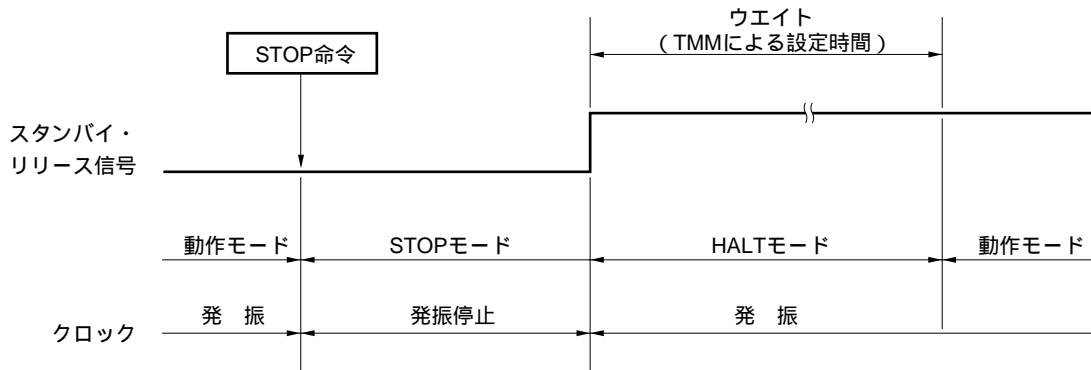 ウエイト
(TMMによる設定時間)
STOP命令
スタンバイ・
リリース信号
動作モード STOPモード HALTモード 動作モード
クロック 発 振 発振停止 発 振